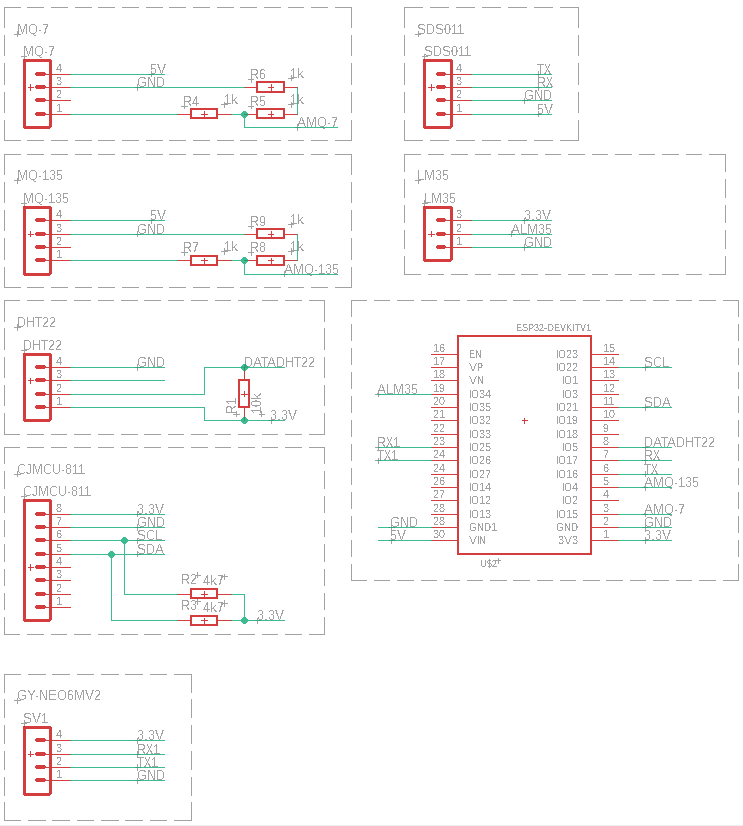 MQ-7
MQ-7
4 5V
3 GND R6 1k
2
1 R4 1k R5 1k
AMQ-7
SDS011
SDS011
4 TX
3 RX
2 GND
1 5V
MQ-135
MQ-135
4 5V
3 GND R9 1k
2
1 R7 1k R8 1k
AMQ-135
LM35
LM35
3 3.3V
2 ALM35
1 GND
DHT22
DHT22
4 GND DATADHT22
3
2
1 R1 10k
3.3V
CJMCU-811
CJMCU-811
8 3.3V
7 GND
6 SCL
5 SDA
4
3 R2 4k7
2
1 R3 4k7
3.3V
GY-NEO6MV2
SV1
4 3.3V
3 RX1
2 TX1
1 GND
ESP32-DEVKITV1
16 EN IO23 15
17 VP IO22 14 SCL
18 VN IO1 13
ALM35 19 IO34 IO3 12
20 IO35 IO21 11 SDA
21 IO32 IO19 10
22 IO33 IO18 9
RX1 23 IO25 IO5 8 DATADHT22
TX1 24 IO26 IO17 7 RX
24 IO27 IO16 6 TX
26 IO14 IO4 5 AMQ-135
27 IO12 IO2 4
28 IO13 IO15 3 AMQ-7
GND 28 GND1 GND 2 GND
5V 30 VIN 3V3 1 3.3V
U$2